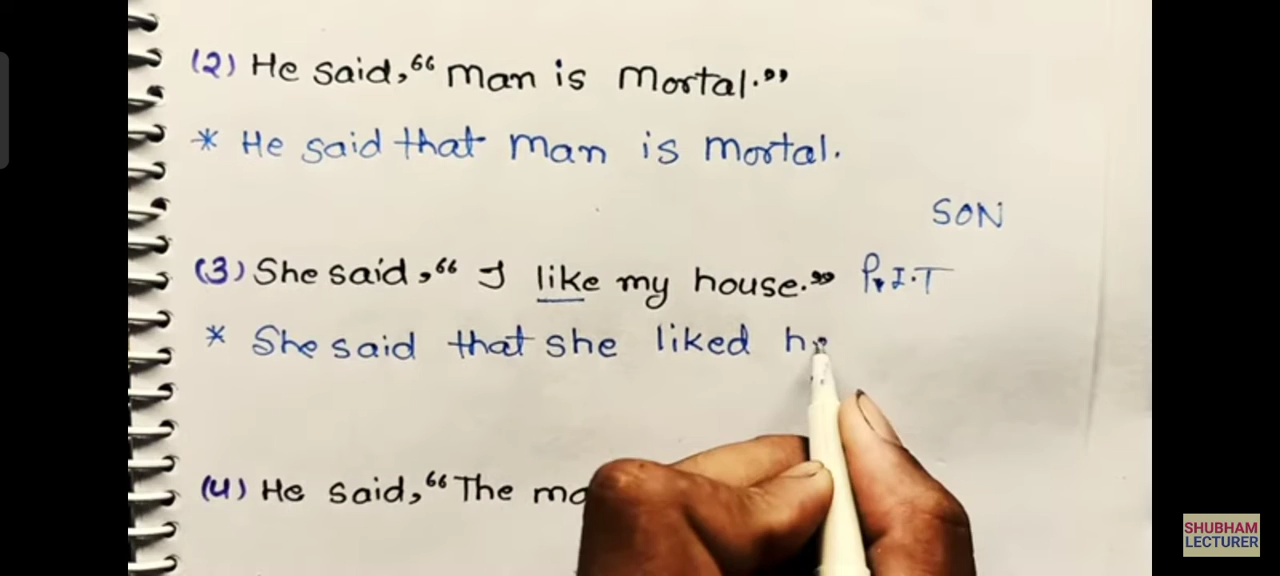 (2) He said, "Man is Mortal."
* He said that Man is Mortal.
SON
(3) She said, "I like my house." P.I.T
* She said that she liked
(4) He said, "The
SHUBHAM
LECTURER